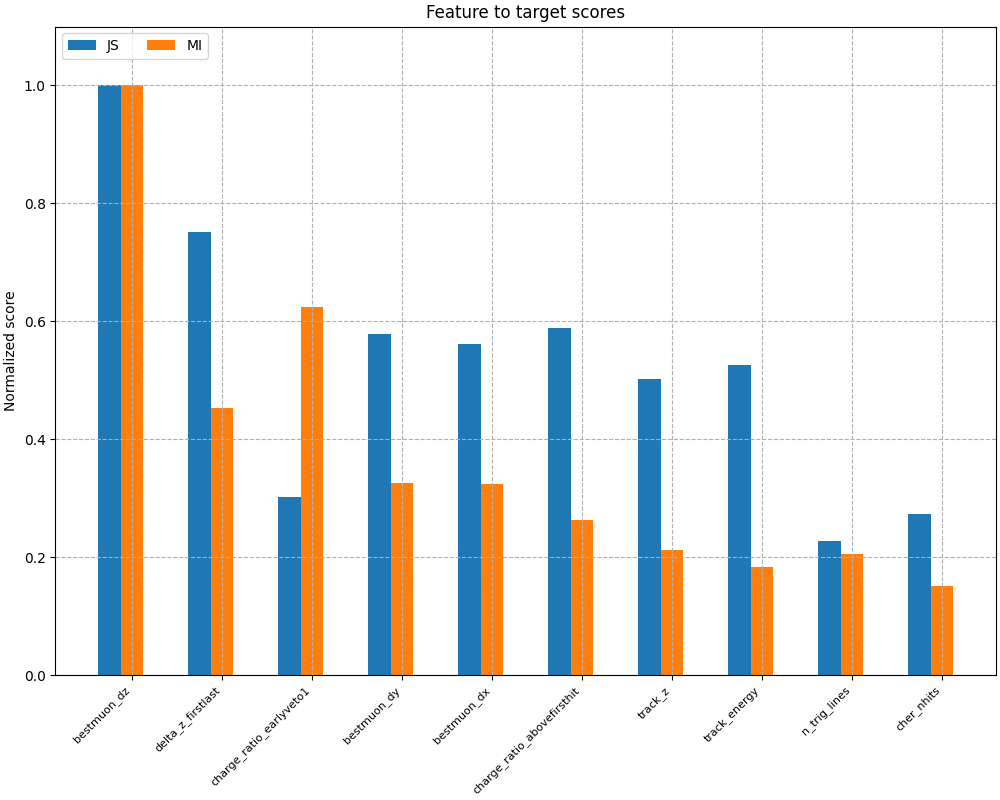 Feature to target scores
JS MI
Normalized score
1.0
0.8
0.6
0.4
0.2
0.0
bestmuon_dz
delta_z_firstlast
charge_ratio_earlyveto1
bestmuon_dy
bestmuon_dx
charge_ratio_abovefirsthit
track_z
track_energy
n_trig_lines
cher_nhits